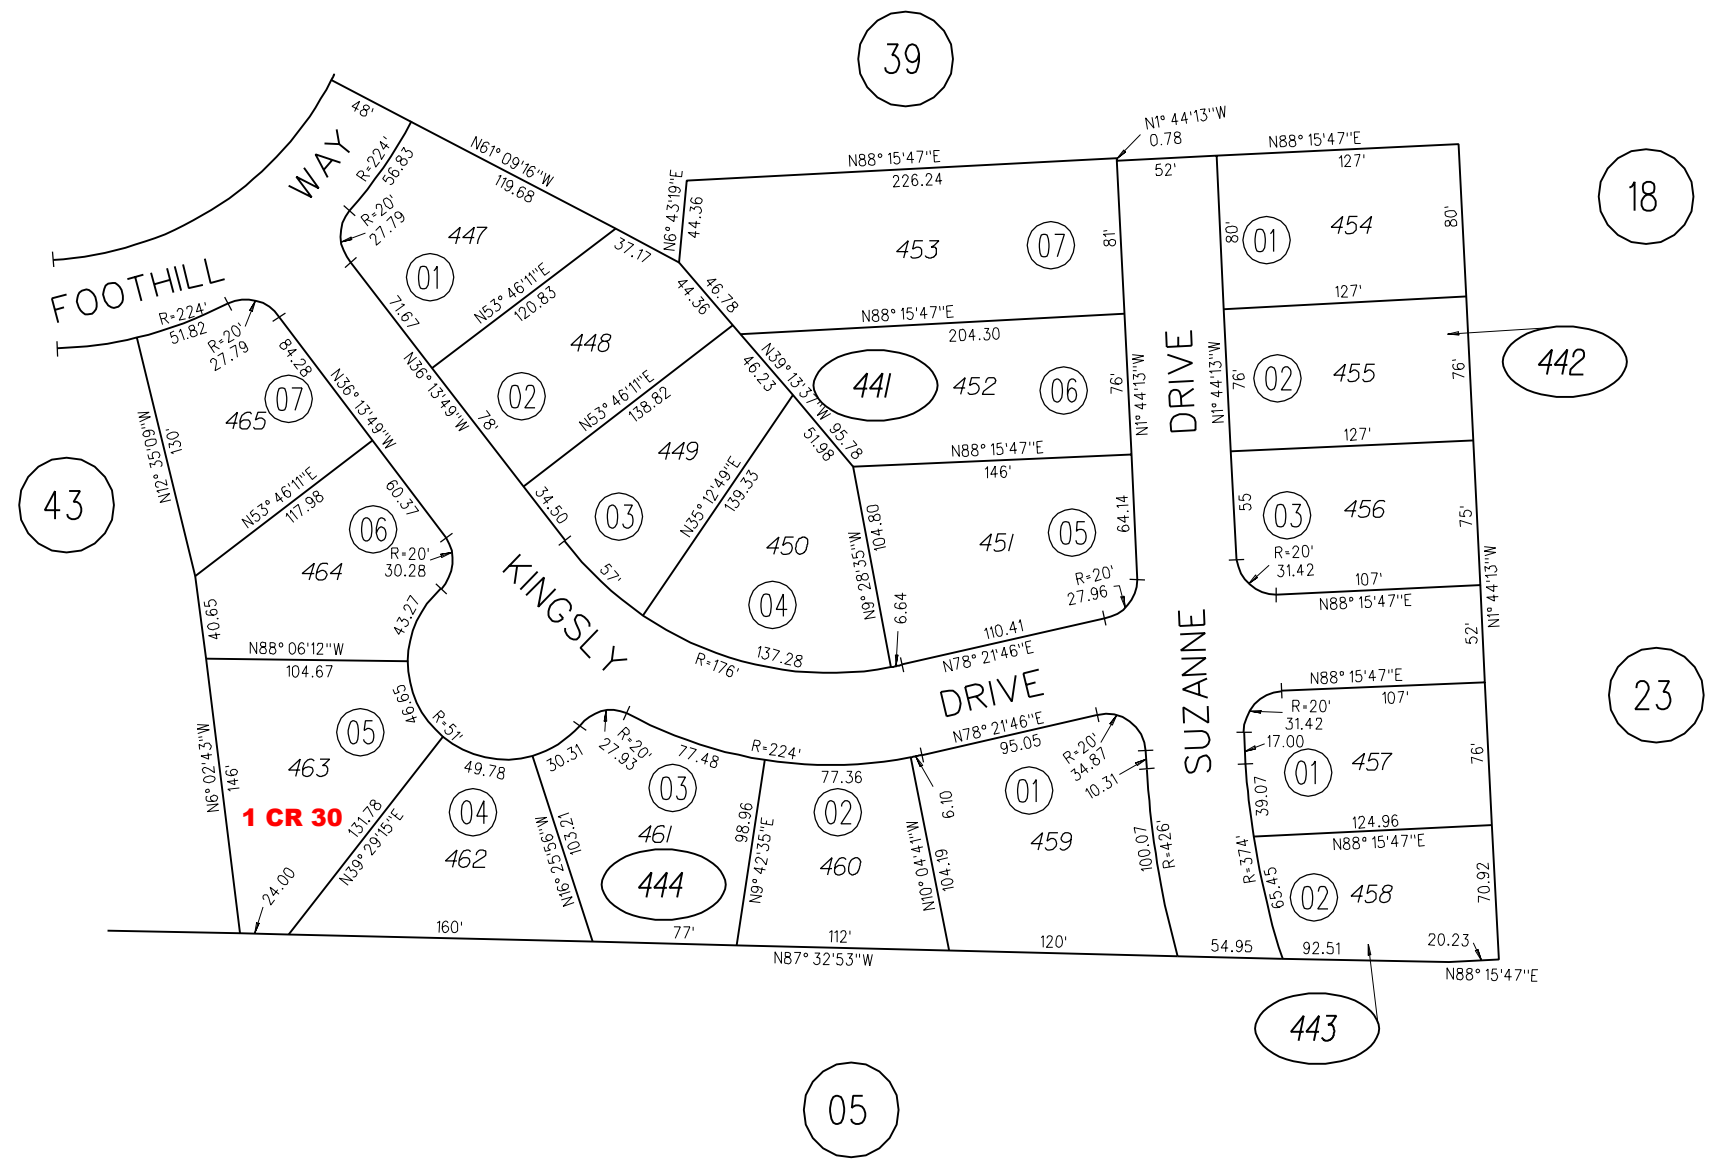 39
18
43
23
05
FOOTHILL WAY
KINGSLY DRIVE
SUZANNE DRIVE
48'
N61° 09'16"W
119.68
R=224'
56.83
R=20'
27.79
447
01
37.17
71.67
N53° 46'11"E
120.83
448
02
N36° 13'49"W
78'
44.36
46.78
N6° 43'19"E
44.36
N88° 15'47"E
226.24
453
07
81'
N1° 44'13"W
0.78
52'
N88° 15'47"E
127'
80'
01
454
80'
N88° 15'47"E
204.30
127'
N39° 13'37"W
46.23
441
452
06
76'
N1° 44'13"W
N1° 44'13"W
76'
02
455
76'
442
N53° 46'11"E
138.82
449
03
34.50
57'
N35° 12'49"E
139.33
51.98
95.78
450
04
N88° 15'47"E
146'
127'
104.80
N9° 28'35"W
451
05
64.14
R=20'
27.96
6.64
110.41
N78° 21'46"E
137.28
R=176'
55
03
456
75'
R=20'
31.42
107'
N88° 15'47"E
N1° 44'13"W
52'
R=224'
51.82
R=20'
27.79
84.28
N36° 13'49"W
465
07
N12° 35'09"W
130'
N53° 46'11"E
117.98
60.37
06
464
R=20'
30.28
43.27
40.65
N88° 06'12"W
104.67
46.65
R=51'
05
463
N6° 02'43"W
146'
1 CR 30
131.78
N39° 29'15"E
24.00
49.78
04
462
30.31
R=20'
27.93
N16° 25'56"W
103.21
77.48
03
461
444
R=224'
77.36
98.96
N9° 42'35"E
02
460
N78° 21'46"E
95.05
R=20'
34.87
10.31
6.10
01
459
N10° 04'41"W
104.19
100.07
R=426'
N88° 15'47"E
107'
R=20'
31.42
17.00
01
457
76'
39.07
124.96
N88° 15'47"E
R=374'
65.45
02
458
70.92
160'
77'
112'
120'
54.95
92.51
20.23
N87° 32'53"W
N88° 15'47"E
443